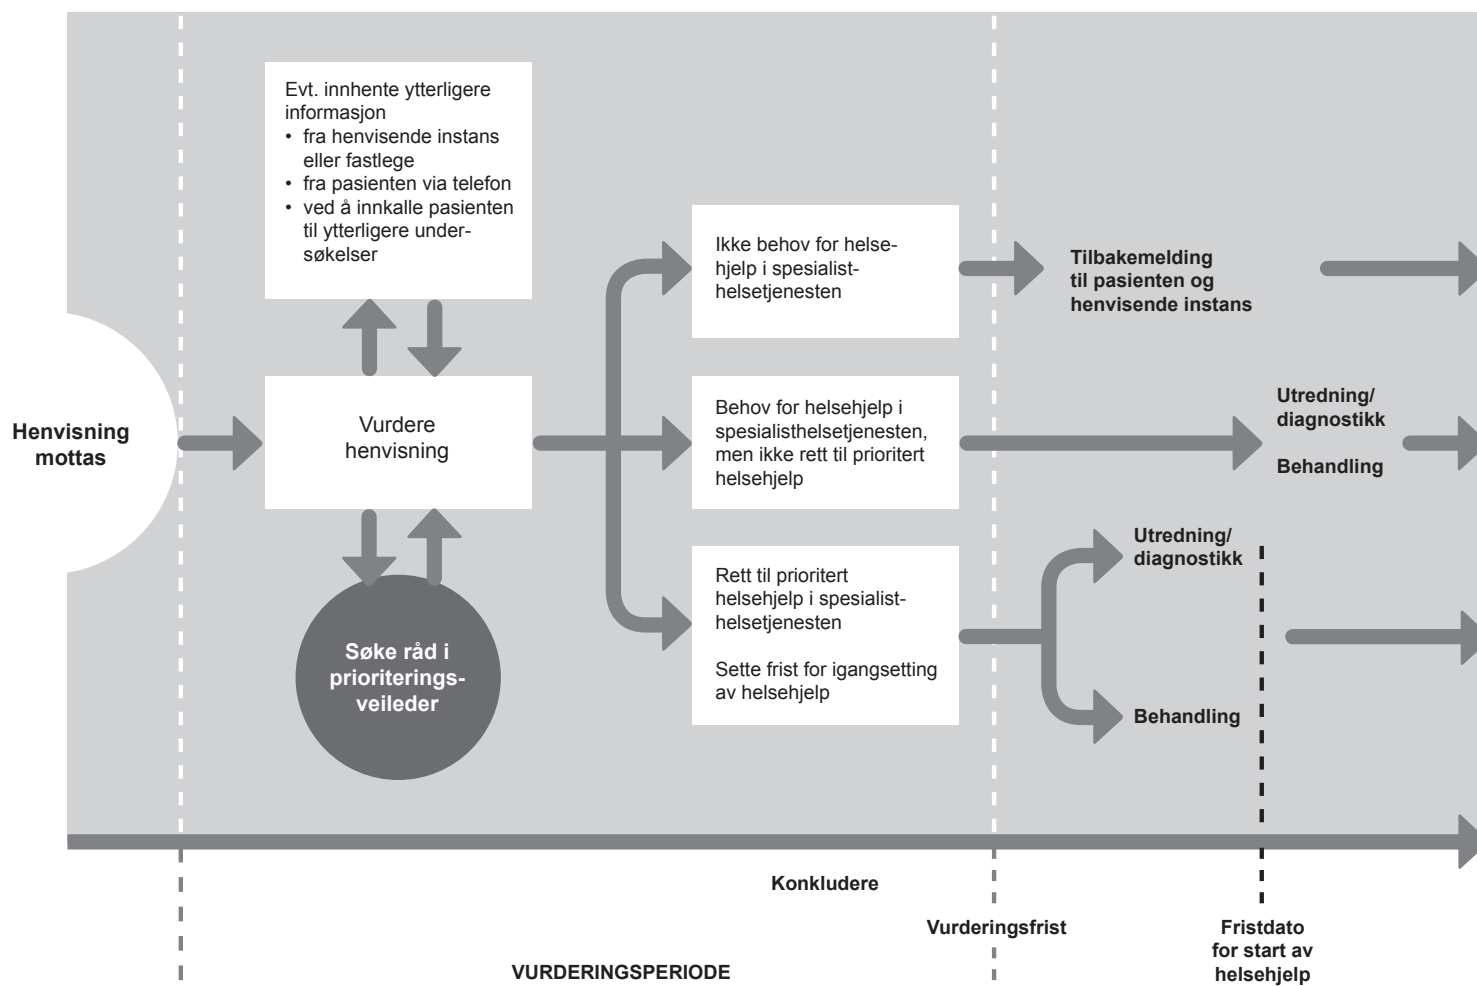 Henvisning
mottas
Evt. innhente ytterligere
informasjon
• fra henvisende instans
eller fastlege
• fra pasienten via telefon
• ved å innkalle pasienten
til ytterligere under-
søkelser
Vurdere
henvisning
Søke råd i
prioriterings-
veileder
Ikke behov for helse-
hjelp i spesialist-
helsetjenesten
Tilbakemelding
til pasienten og
henvisende instans
Behov for helsehjelp i
spesialisthelsetjenesten,
men ikke rett til prioritert
helsehjelp
Utredning/
diagnostikk
Behandling
Rett til prioritert
helsehjelp i spesialist-
helsetjenesten
Sette frist for igangsetting
av helsehjelp
Utredning/
diagnostikk
Behandling
Konkludere
Vurderingsfrist
Fristdato
for start av
helsehjelp
VURDERINGSPERIODE